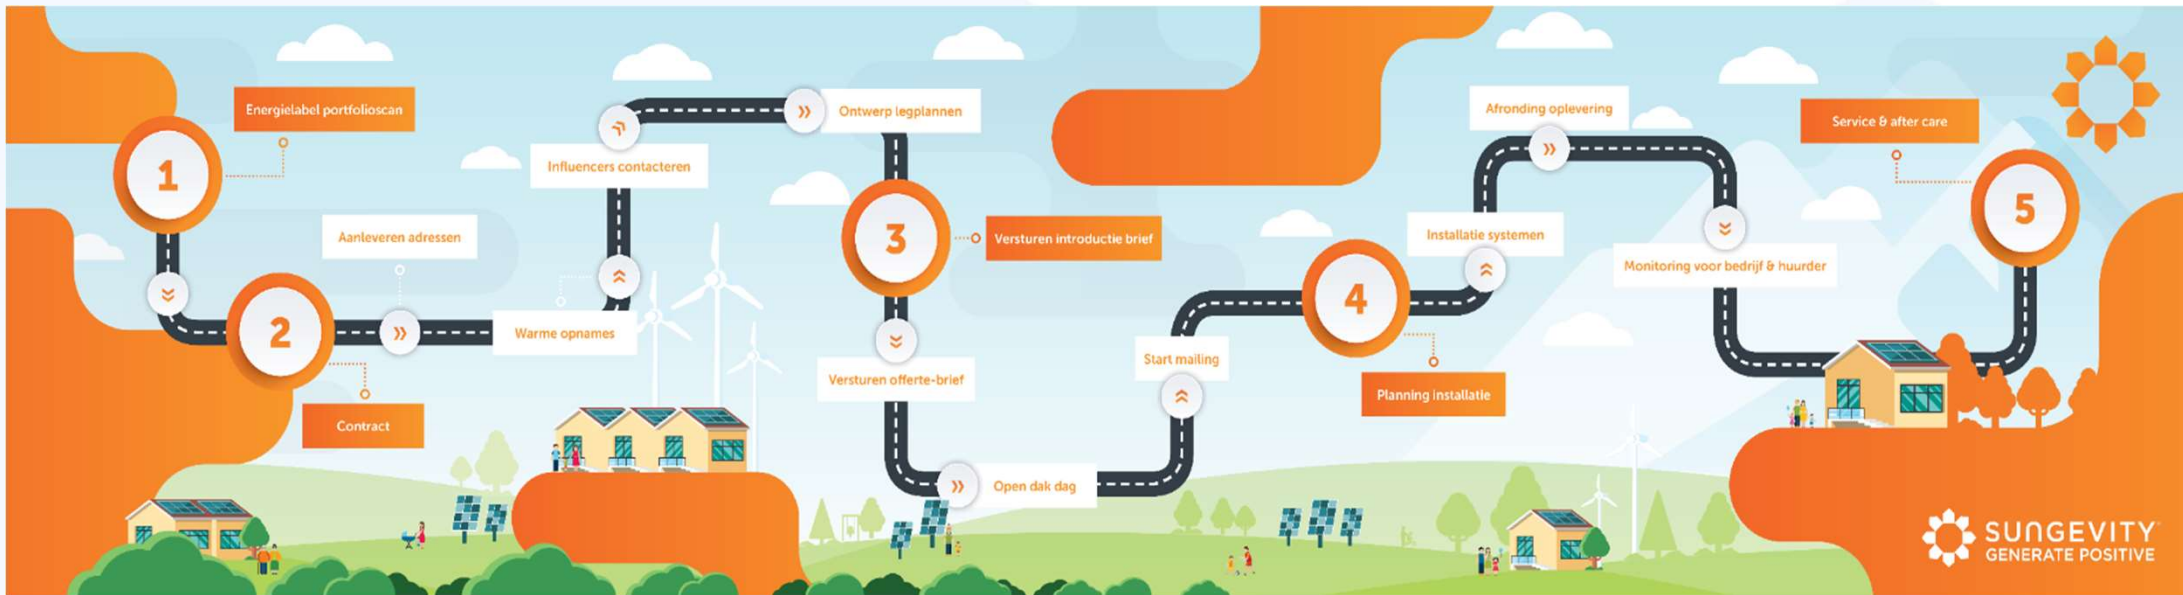 1
Energielabel portfolioscan
2
Contract
Aanleveren adressen
Warme opnames
Influencers contacteren
Ontwerp legplannen
3
Versturen introductie brief
Versturen offerte-brief
Open dak dag
Start mailing
4
Planning installatie
Installatie systemen
Afronding oplevering
Monitoring voor bedrijf & huurder
5
Service & after care
SUNGEVITY
GENERATE POSITIVE